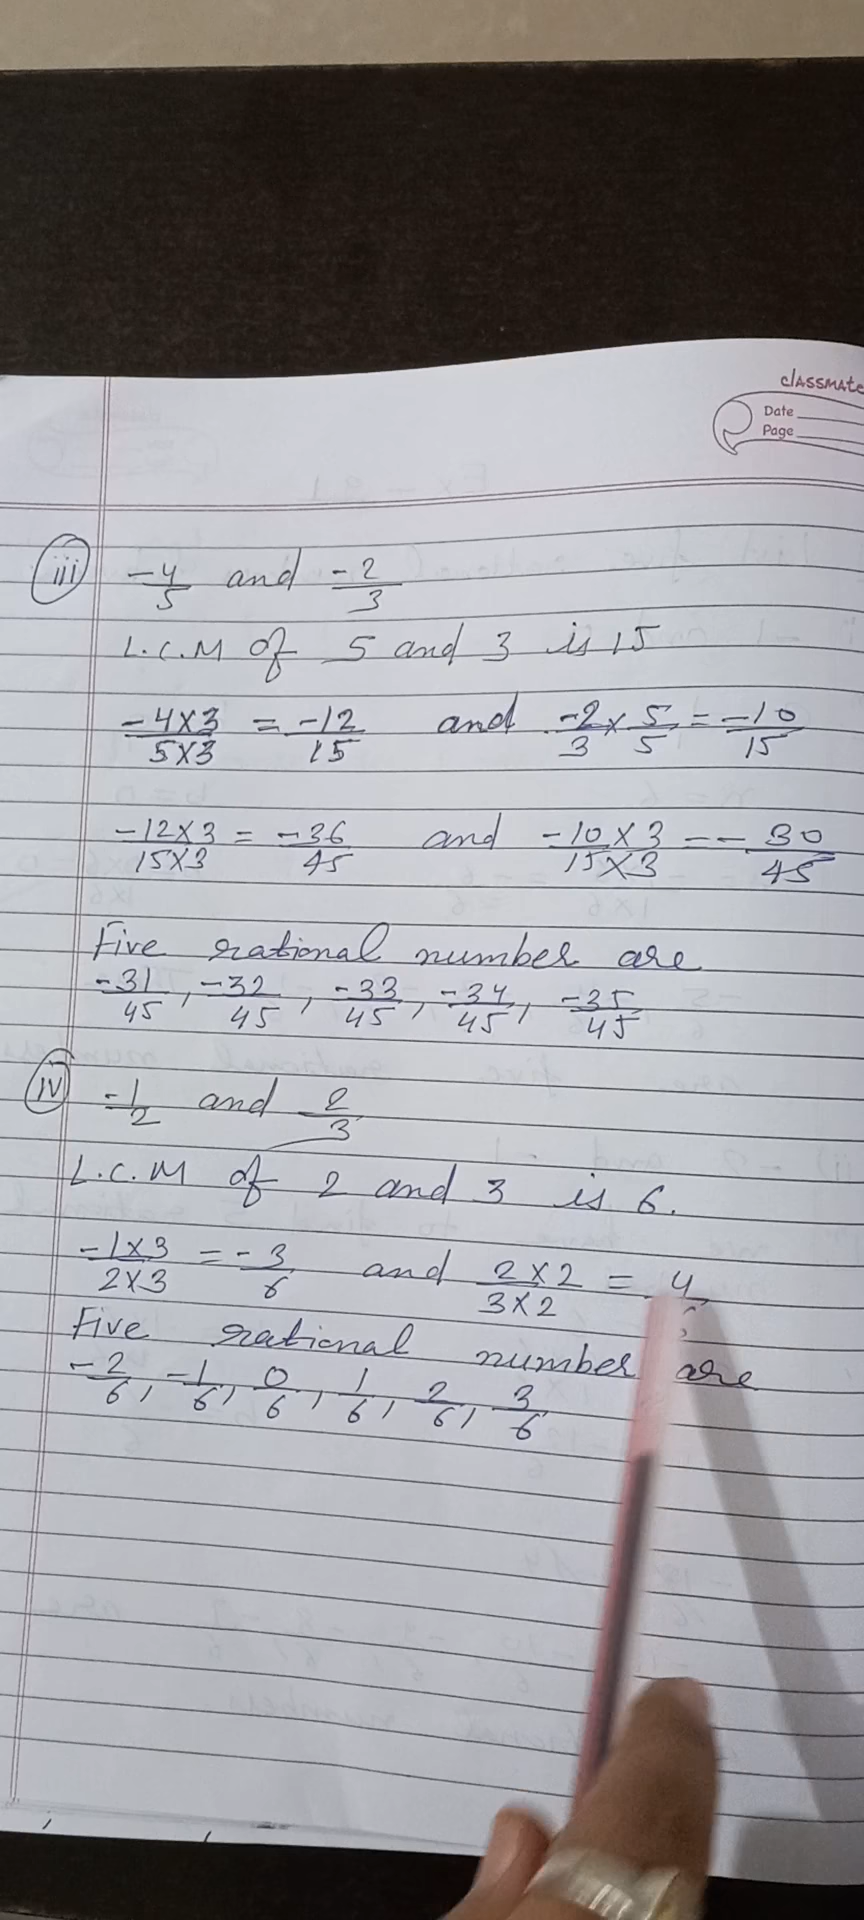 classmate
Date
Page
iii) -4/5 and -2/3
L.C.M of 5 and 3 is 15
-4×3/5×3 = -12/15 and -2/3 × 5/5 = -10/15
-12×3/15×3 = -36/45 and -10×3/15×3 = -30/45
Five rational number are
-31/45, -32/45, -33/45, -34/45, -35/45
iv) -1/2 and 2/3
L.C.M of 2 and 3 is 6.
-1×3/2×3 = -3/6 and 2×2/3×2 = 4/
Five rational number are
-2/6, -1/6, 0/6, 1/6, 2/6, 3/6